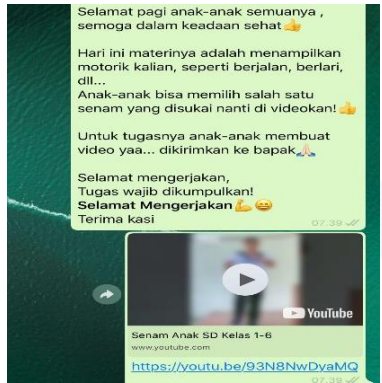 Selamat pagi anak-anak semuanya ,
semoga dalam keadaan sehat👍
Hari ini materinya adalah menampilkan
motorik kalian, seperti berjalan, berlari,
dll...
Anak-anak bisa memilih salah satu
senam yang disukai nanti di videokan!👍
Untuk tugasnya anak-anak membuat
video yaa... dikirimkan ke bapak🙏
Selamat mengerjakan,
Tugas wajib dikumpulkan!
Selamat Mengerjakan💪😄
Terima kasi
07.39
YouTube
Senam Anak SD Kelas 1-6
www.youtube.com
https://youtu.be/93N8NwDyaMQ
07.39